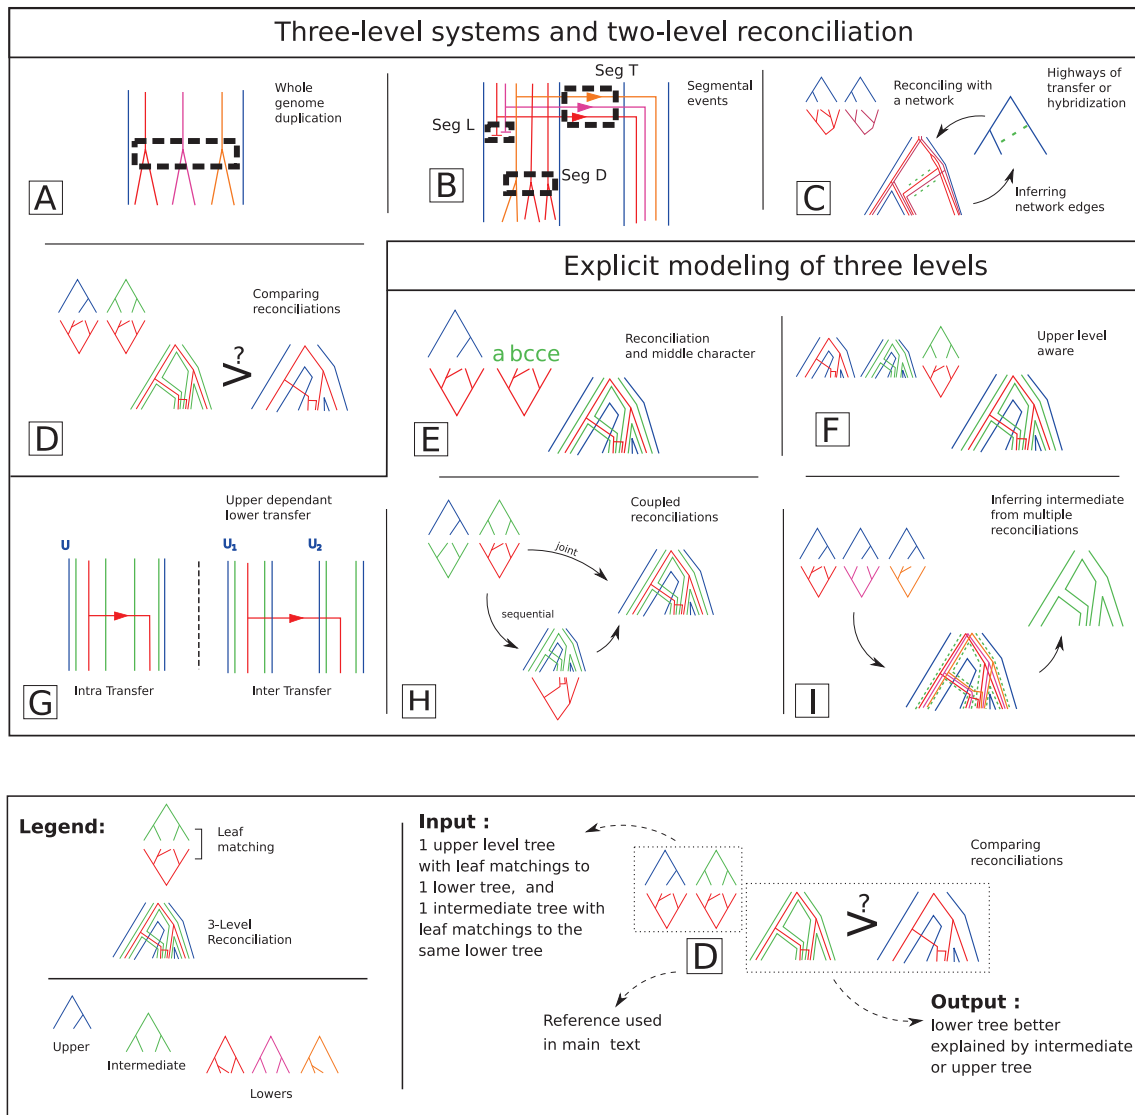 Three-level systems and two-level reconciliation
Whole
genome
duplication
A
Seg T
Seg L
Seg D
Segmental
events
B
Reconciling with
a network
Highways of
transfer or
hybridization
Inferring
network edges
C
Comparing
reconciliations
?
>
D
Explicit modeling of three levels
a bcce
Reconciliation
and middle character
E
Upper level
aware
F
Upper dependant
lower transfer
U
U1
U2
Intra Transfer
Inter Transfer
G
Coupled
reconciliations
joint
sequential
H
Inferring intermediate
from multiple
reconciliations
I
Legend:
Leaf
matching
3-Level
Reconciliation
Upper
Intermediate
Lowers
Input :
1 upper level tree
with leaf matchings to
1 lower tree, and
1 intermediate tree with
leaf matchings to the
same lower tree
Comparing
reconciliations
?
>
D
Reference used
in main text
Output :
lower tree better
explained by intermediate
or upper tree